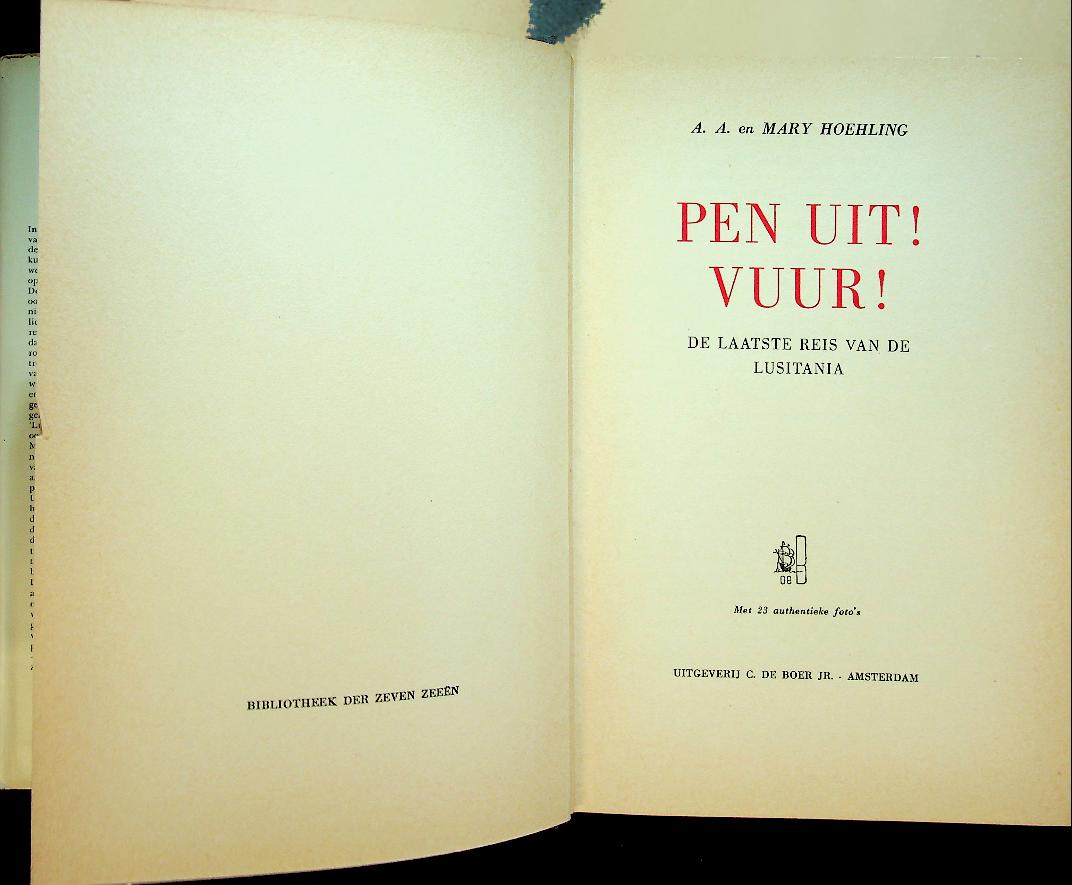 BIBLIOTHEEK DER ZEVEN ZEEËN
A. A. en MARY HOEHLING
PEN UIT!
VUUR!
DE LAATSTE REIS VAN DE
LUSITANIA
Met 23 authentieke foto's
UITGEVERIJ C. DE BOER JR. - AMSTERDAM